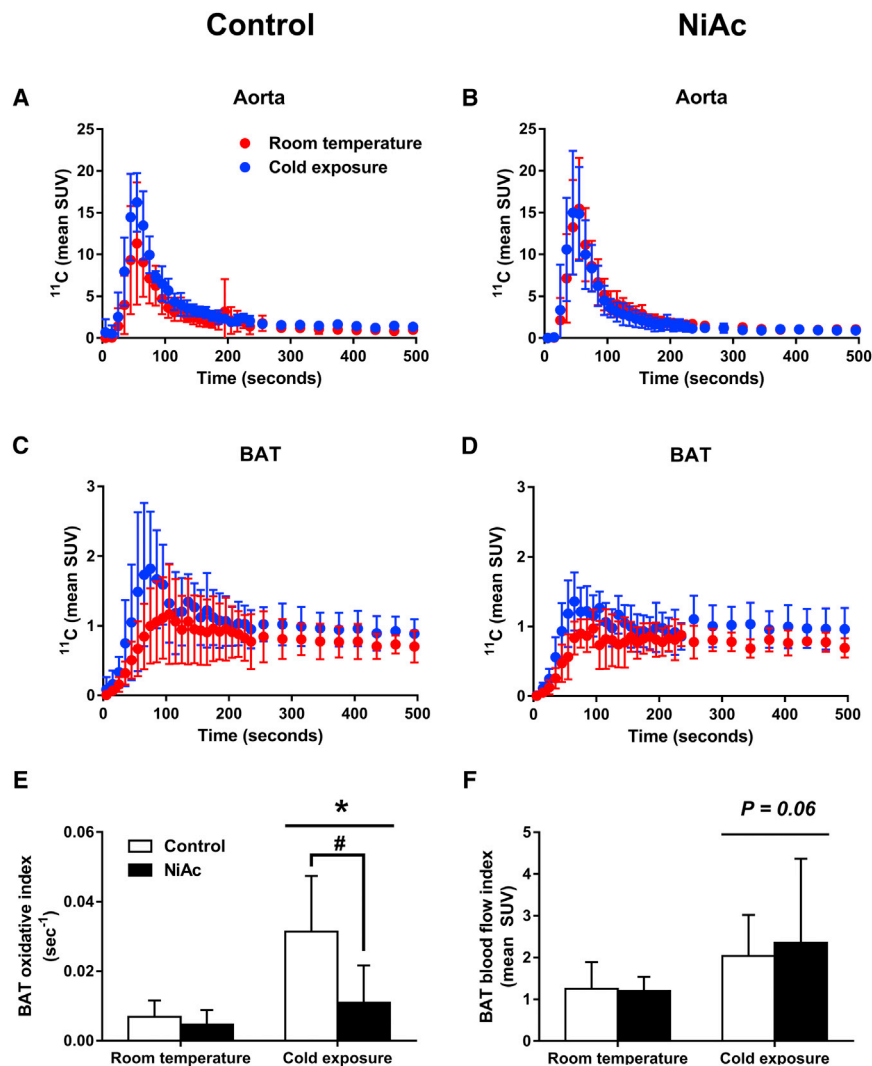 Control
NiAc
A
Aorta
25
20
15
10
5
0
¹¹C (mean SUV)
Room temperature
Cold exposure
0 100 200 300 400 500
Time (seconds)
B
Aorta
25
20
15
10
5
0
¹¹C (mean SUV)
0 100 200 300 400 500
Time (seconds)
C
BAT
3
2
1
0
¹¹C (mean SUV)
0 100 200 300 400 500
Time (seconds)
D
BAT
3
2
1
0
¹¹C (mean SUV)
0 100 200 300 400 500
Time (seconds)
E
0.06
0.04
0.02
0.00
BAT oxidative index
(sec⁻¹)
Control
NiAc
*
#
Room temperature Cold exposure
F
P = 0.06
5
4
3
2
1
0
BAT blood flow index
(mean SUV)
Room temperature Cold exposure